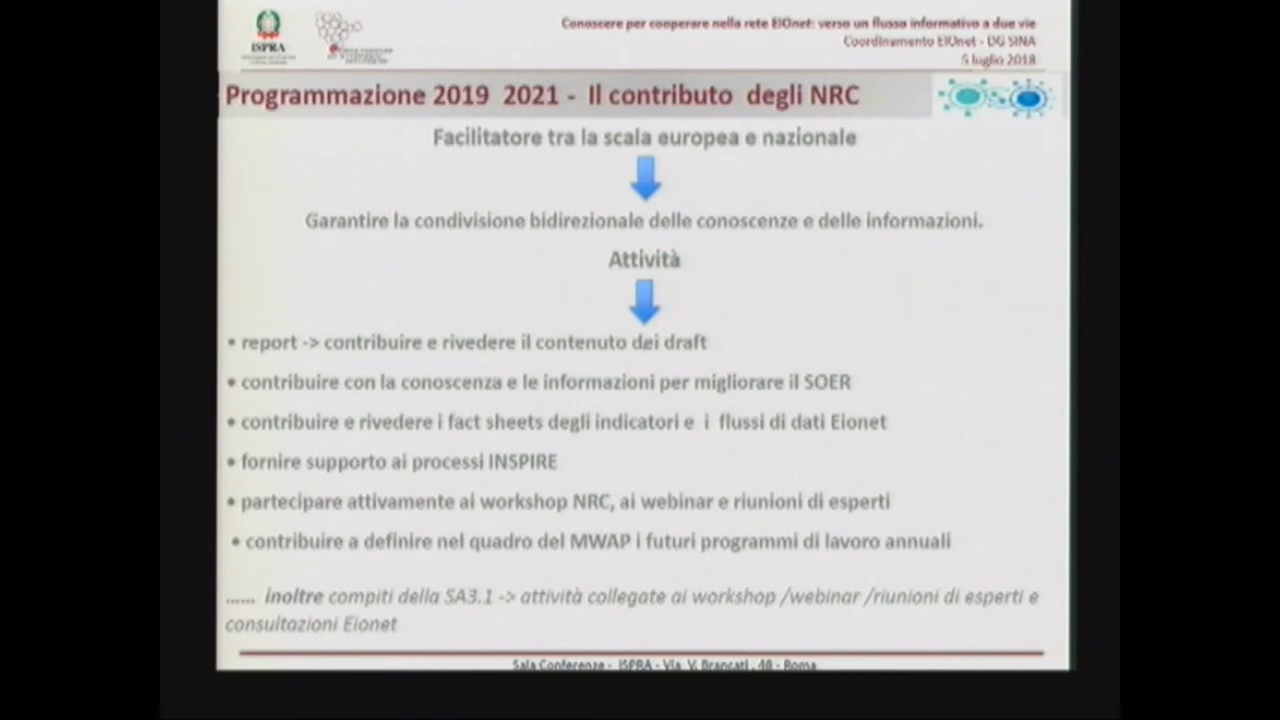 ISPRA
Conoscere per cooperare nella rete EIOnet: verso un flusso informativo a due vie
Coordinamento EIOnet - DG SINA
5 luglio 2018
Programmazione 2019 2021 - Il contributo degli NRC
Facilitatore tra la scala europea e nazionale
Garantire la condivisione bidirezionale delle conoscenze e delle informazioni.
Attività
• report -> contribuire e rivedere il contenuto dei draft
• contribuire con la conoscenza e le informazioni per migliorare il SOER
• contribuire e rivedere i fact sheets degli indicatori e i flussi di dati Eionet
• fornire supporto ai processi INSPIRE
• partecipare attivamente ai workshop NRC, ai webinar e riunioni di esperti
• contribuire a definire nel quadro del MWAP i futuri programmi di lavoro annuali
...... inoltre compiti della SA3.1 -> attività collegate ai workshop /webinar /riunioni di esperti e
consultazioni Eionet
Sala Conferenze - ISPRA - Via V. Brancati , 48 - Roma